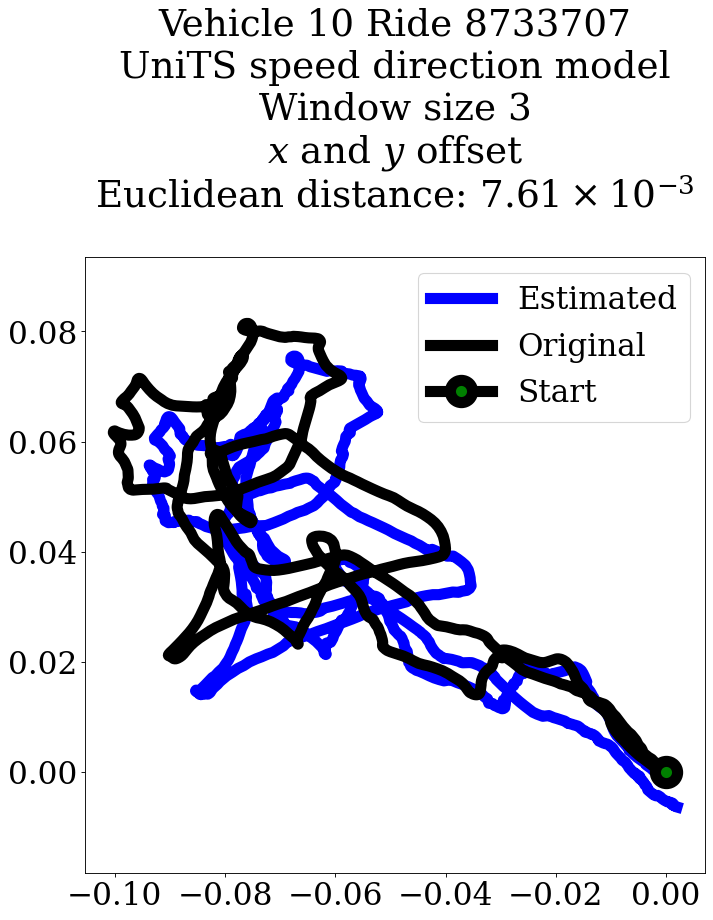 Vehicle 10 Ride 8733707
UniTS speed direction model
Window size 3
x and y offset
Euclidean distance: 7.61 × 10⁻³
Estimated
Original
Start
0.08
0.06
0.04
0.02
0.00
−0.10 −0.08 −0.06 −0.04 −0.02 0.00